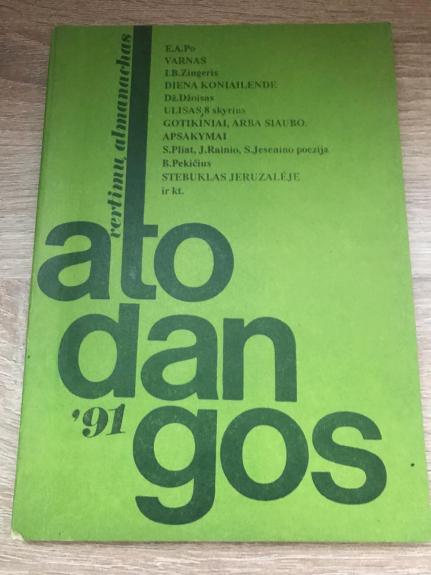 vertimų almanachas
E.A.Po
VARNAS
I.B.Zingeris
DIENA KONIAILENDE
Dž.Džoisas
ULISAS, 8 skyrius
GOTIKINIAI, ARBA SIAUBO,
APSAKYMAI
S.Pliat, J.Rainio, S.Jesenino poezija
B.Pekičius
STEBUKLAS JERUZALĖJE
ir kt.
ato
dan
'91
gos